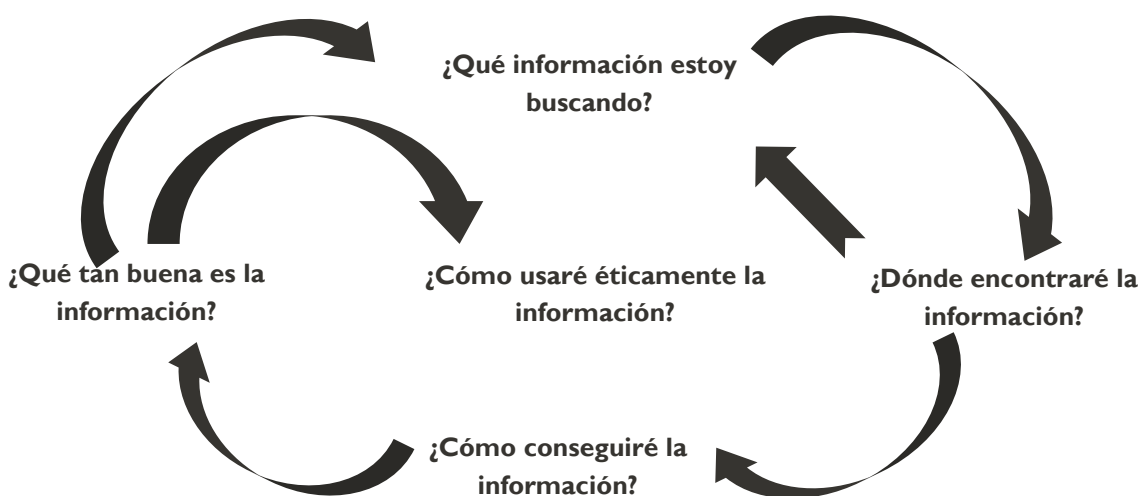 ¿Qué información estoy
buscando?
¿Qué tan buena es la
información?
¿Cómo usaré éticamente la
información?
¿Dónde encontraré la
información?
¿Cómo conseguiré la
información?